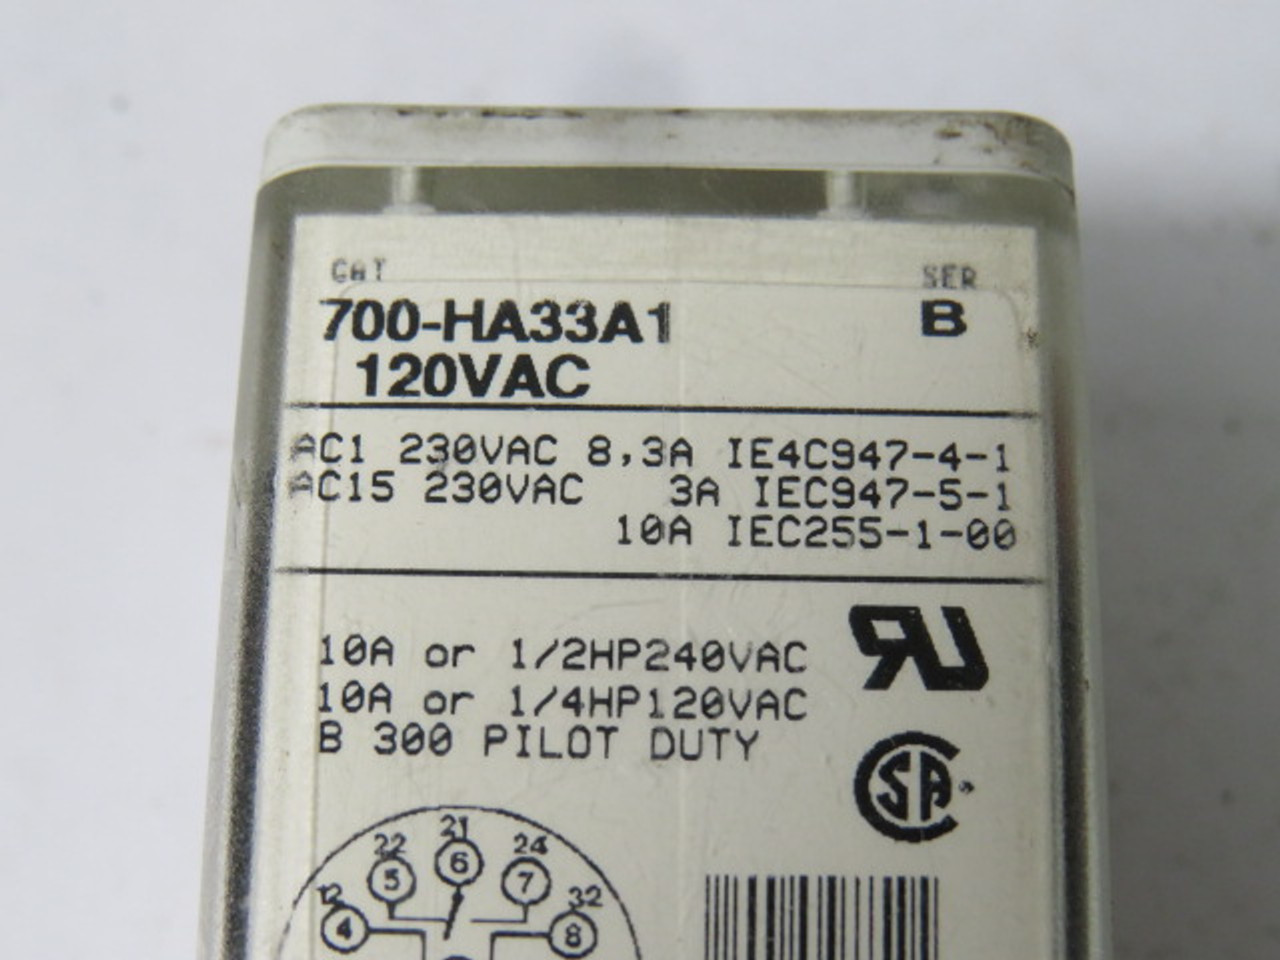 CAT SER
700-HA33A1 B
120VAC
AC1 230VAC 8,3A IE4C947-4-1
AC15 230VAC 3A IEC947-5-1
10A IEC255-1-00
10A or 1/2HP240VAC
10A or 1/4HP120VAC
B 300 PILOT DUTY
RU
SA
21
22 24
6
5 7
12 32
4 8